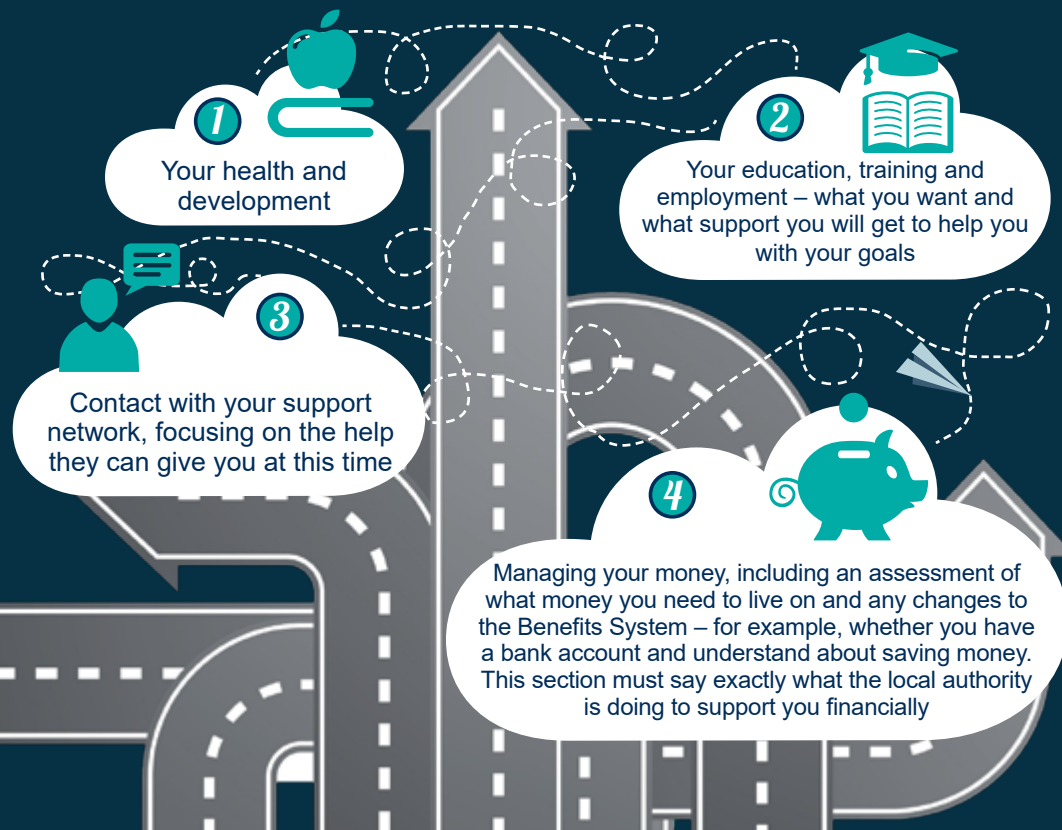 1
Your health and
development
2
Your education, training and
employment – what you want and
what support you will get to help you
with your goals
3
Contact with your support
network, focusing on the help
they can give you at this time
4
Managing your money, including an assessment of
what money you need to live on and any changes to
the Benefits System – for example, whether you have
a bank account and understand about saving money.
This section must say exactly what the local authority
is doing to support you financially